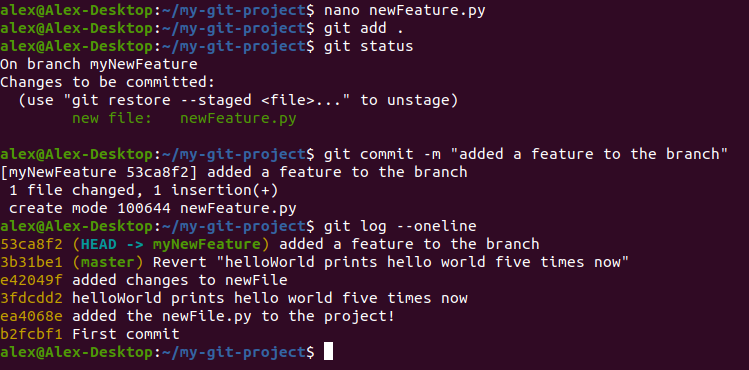 alex@Alex-Desktop:~/my-git-project$ nano newFeature.py
alex@Alex-Desktop:~/my-git-project$ git add .
alex@Alex-Desktop:~/my-git-project$ git status
On branch myNewFeature
Changes to be committed:
  (use "git restore --staged <file>..." to unstage)
        new file:   newFeature.py

alex@Alex-Desktop:~/my-git-project$ git commit -m "added a feature to the branch"
[myNewFeature 53ca8f2] added a feature to the branch
 1 file changed, 1 insertion(+)
 create mode 100644 newFeature.py
alex@Alex-Desktop:~/my-git-project$ git log --oneline
53ca8f2 (HEAD -> myNewFeature) added a feature to the branch
3b31be1 (master) Revert "helloWorld prints hello world five times now"
e42049f added changes to newFile
3fdcdd2 helloWorld prints hello world five times now
ea4068e added the newFile.py to the project!
b2fcbf1 First commit
alex@Alex-Desktop:~/my-git-project$